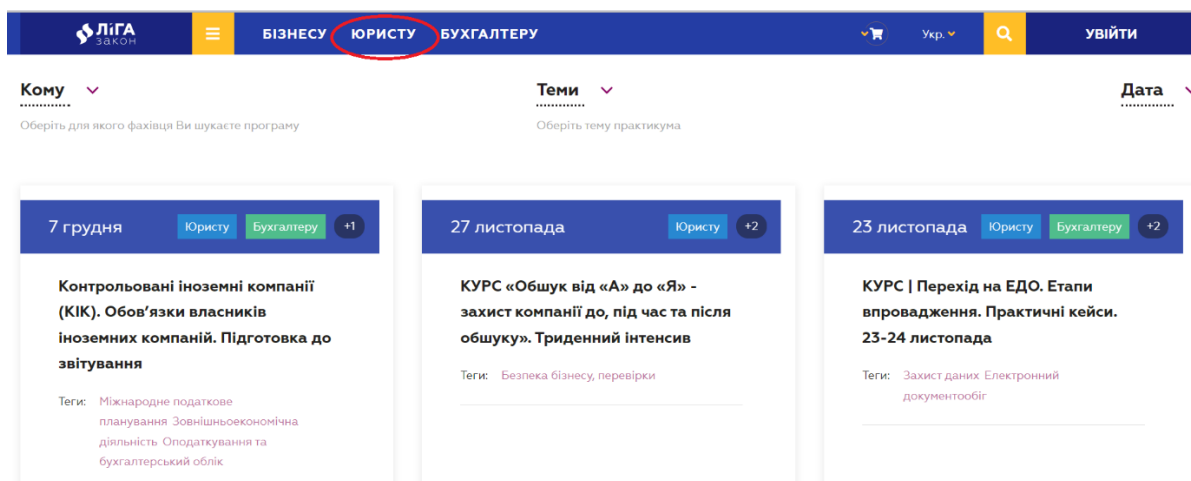 ЛІГА
ЗАКОН
БІЗНЕСУ ЮРИСТУ БУХГАЛТЕРУ
Укр.
УВІЙТИ
Кому
Оберіть для якого фахівця Ви шукаєте програму
Теми
Оберіть тему практикума
Дата
7 грудня Юристу Бухгалтеру +1
Контрольовані іноземні компанії
(КІК). Обов’язки власників
іноземних компаній. Підготовка до
звітування
Теги: Міжнародне податкове
планування Зовнішньоекономічна
діяльність Оподаткування та
бухгалтерський облік
27 листопада Юристу +2
КУРС «Обшук від «А» до «Я» -
захист компанії до, під час та після
обшуку». Триденний інтенсив
Теги: Безпека бізнесу, перевірки
23 листопада Юристу Бухгалтеру +2
КУРС | Перехід на ЕДО. Етапи
впровадження. Практичні кейси.
23-24 листопада
Теги: Захист даних Електронний
документообіг